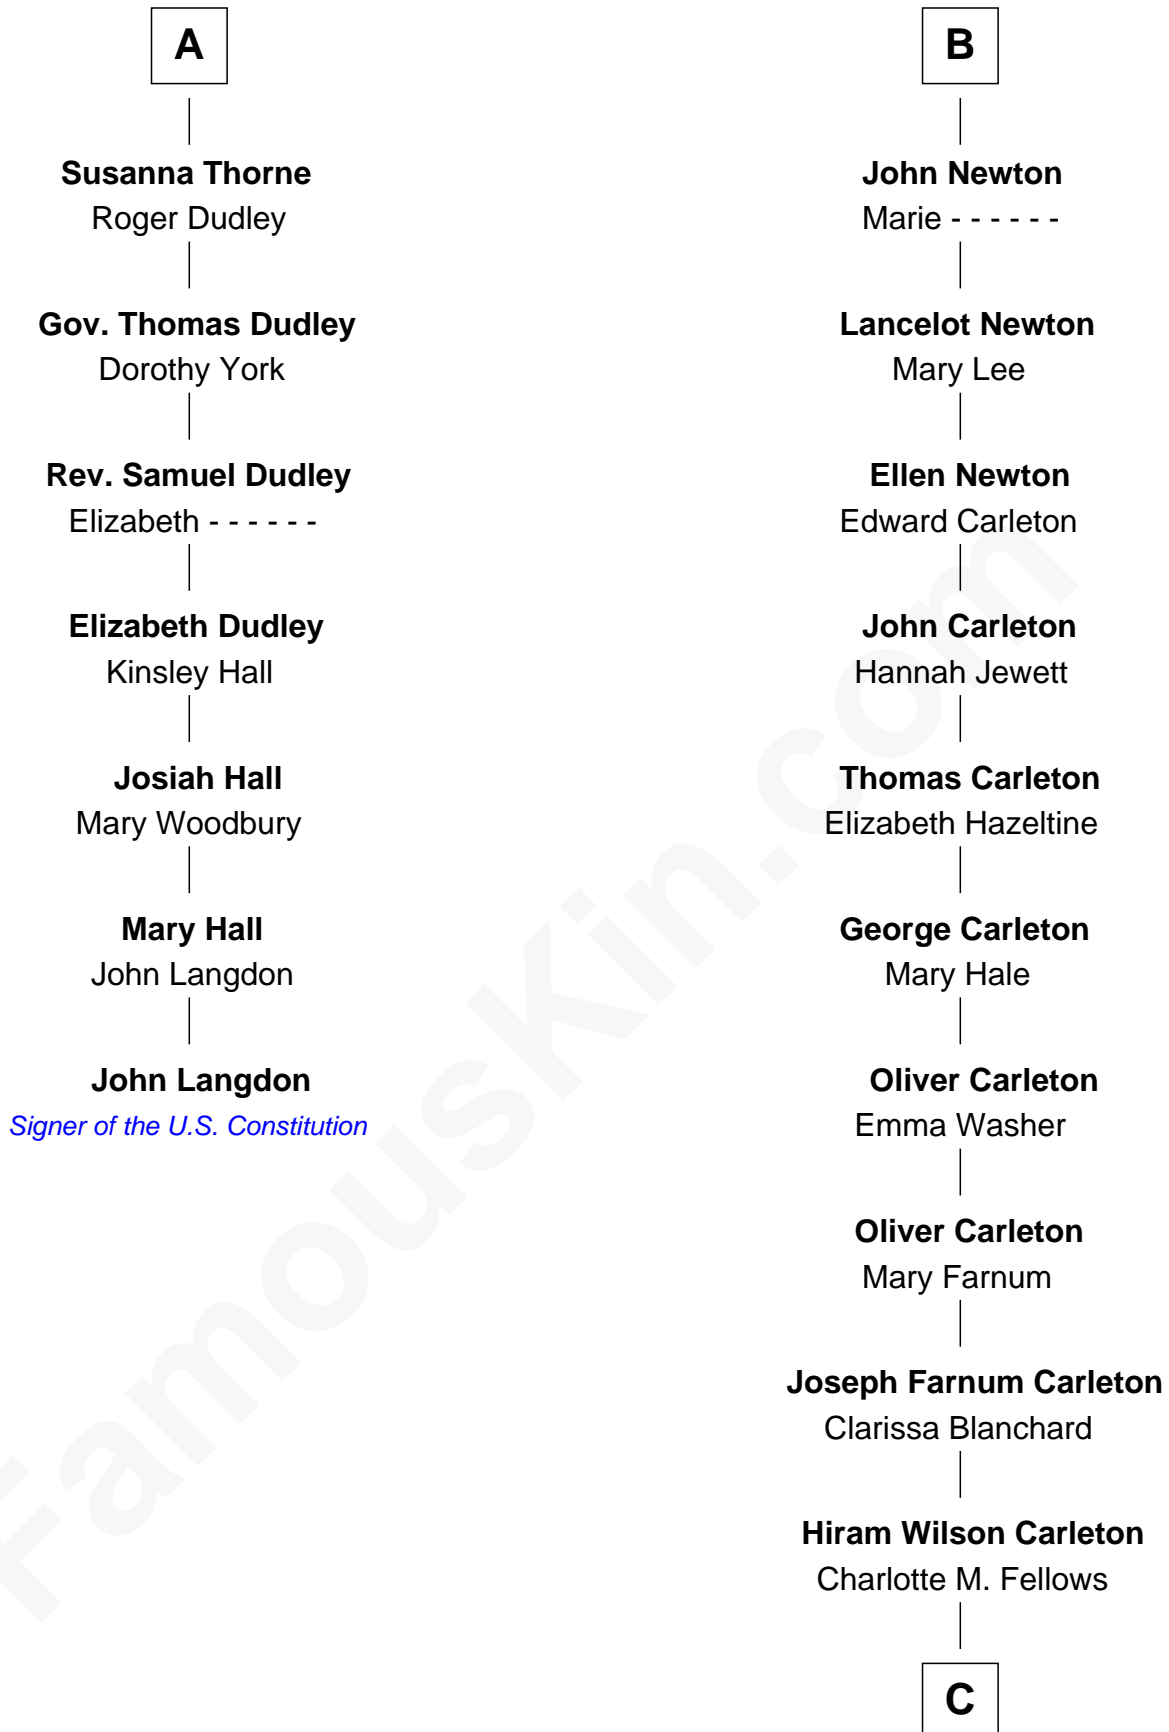 A
Susanna Thorne
Roger Dudley
Gov. Thomas Dudley
Dorothy York
Rev. Samuel Dudley
Elizabeth - - - - - -
Elizabeth Dudley
Kinsley Hall
Josiah Hall
Mary Woodbury
Mary Hall
John Langdon
John Langdon
Signer of the U.S. Constitution
B
John Newton
Marie - - - - - -
Lancelot Newton
Mary Lee
Ellen Newton
Edward Carleton
John Carleton
Hannah Jewett
Thomas Carleton
Elizabeth Hazeltine
George Carleton
Mary Hale
Oliver Carleton
Emma Washer
Oliver Carleton
Mary Farnum
Joseph Farnum Carleton
Clarissa Blanchard
Hiram Wilson Carleton
Charlotte M. Fellows
C
FamousKin.com